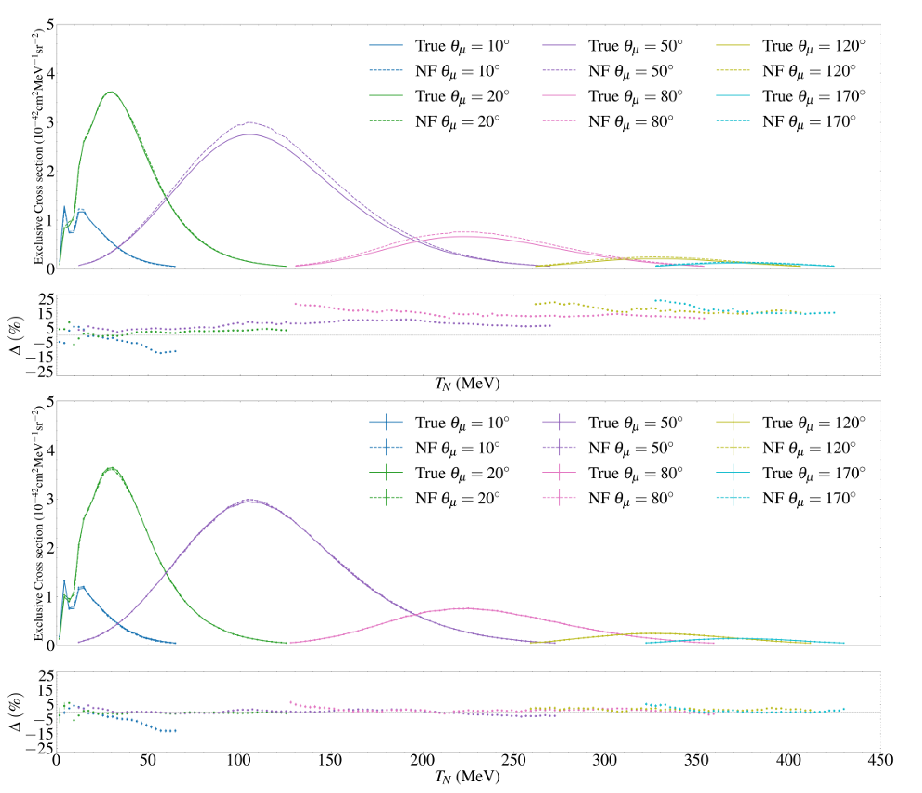 5
4
3
2
1
0
Exclusive Cross section (10⁻⁴²cm²MeV⁻¹sr⁻²)
True θμ = 10°
NF θμ = 10°
True θμ = 20°
NF θμ = 20°
True θμ = 50°
NF θμ = 50°
True θμ = 80°
NF θμ = 80°
True θμ = 120°
NF θμ = 120°
True θμ = 170°
NF θμ = 170°
25
15
5
−5
−15
−25
Δ (%)
T_N (MeV)
5
4
3
2
1
0
Exclusive Cross section (10⁻⁴²cm²MeV⁻¹sr⁻²)
True θμ = 10°
NF θμ = 10°
True θμ = 20°
NF θμ = 20°
True θμ = 50°
NF θμ = 50°
True θμ = 80°
NF θμ = 80°
True θμ = 120°
NF θμ = 120°
True θμ = 170°
NF θμ = 170°
25
15
5
−5
−15
−25
Δ (%)
0 50 100 150 200 250 300 350 400 450
T_N (MeV)